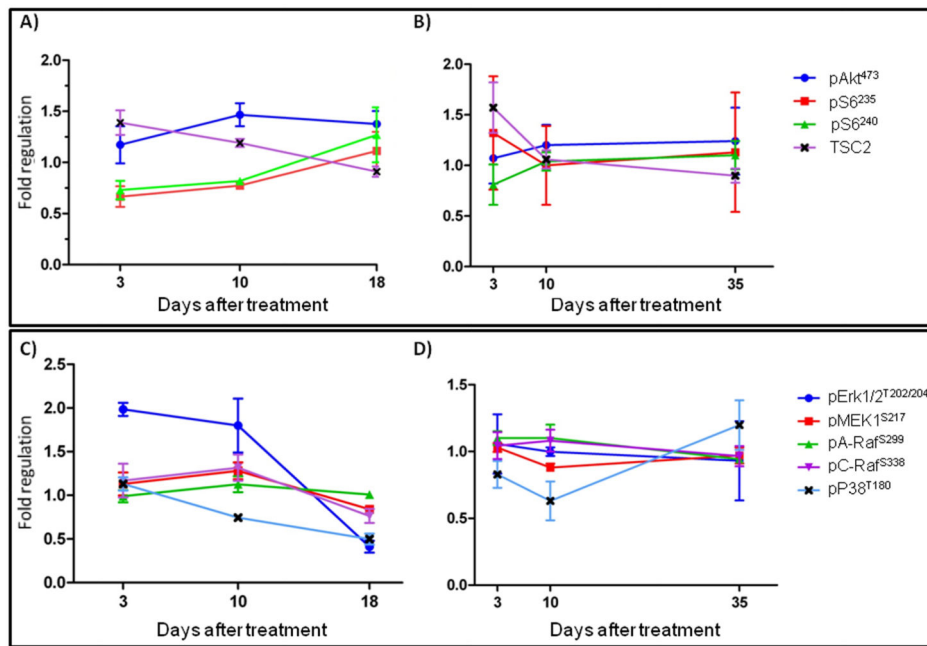 A)
2.0
1.5
1.0
0.5
0.0
Fold regulation
3 10 18
Days after treatment
B)
2.0
1.5
1.0
0.5
0.0
3 10 35
Days after treatment
pAkt⁴⁷³
pS6²³⁵
pS6²⁴⁰
TSC2
C)
2.5
2.0
1.5
1.0
0.5
0.0
Fold regulation
3 10 18
Days after treatment
D)
1.5
1.0
0.5
0.0
3 10 35
Days after treatment
pErk1/2ᵀ²⁰²/²⁰⁴
pMEK1ˢ²¹⁷
pA-Rafˢ²⁹⁹
pC-Rafˢ³³⁸
pP38ᵀ¹⁸⁰